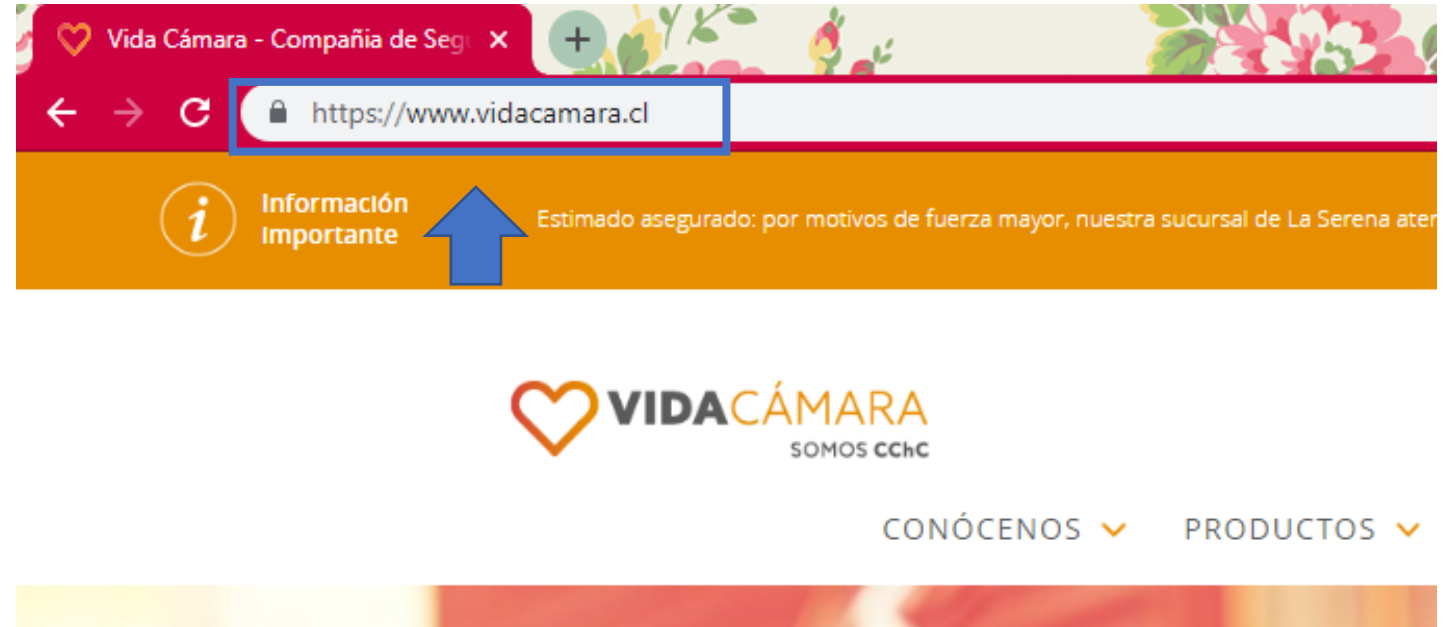 Vida Cámara - Compañia de Seg
https://www.vidacamara.cl
Información
Importante
Estimado asegurado: por motivos de fuerza mayor, nuestra sucursal de La Serena
VIDACÁMARA
SOMOS CChC
CONÓCENOS
PRODUCTOS